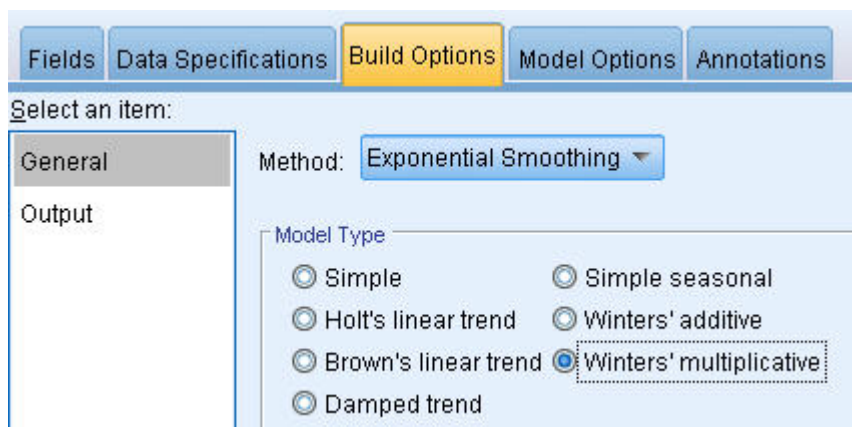 Fields Data Specifications Build Options Model Options Annotations
Select an item:
General
Output
Method: Exponential Smoothing
Model Type
Simple
Simple seasonal
Holt's linear trend
Winters' additive
Brown's linear trend
Winters' multiplicative
Damped trend